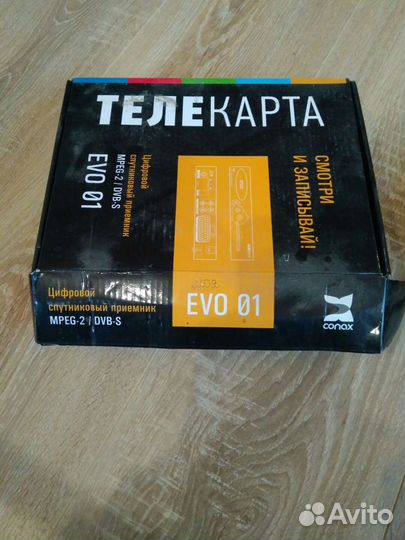 ТЕЛЕКАРТА
СМОТРИ
И ЗАПИСЫВАЙ!
Цифровой
спутниковый приемник
MPEG-2 / DVB-S
EVO 01
Цифровой
спутниковый приемник
MPEG-2 / DVB-S
EVO 01
conax
Avito